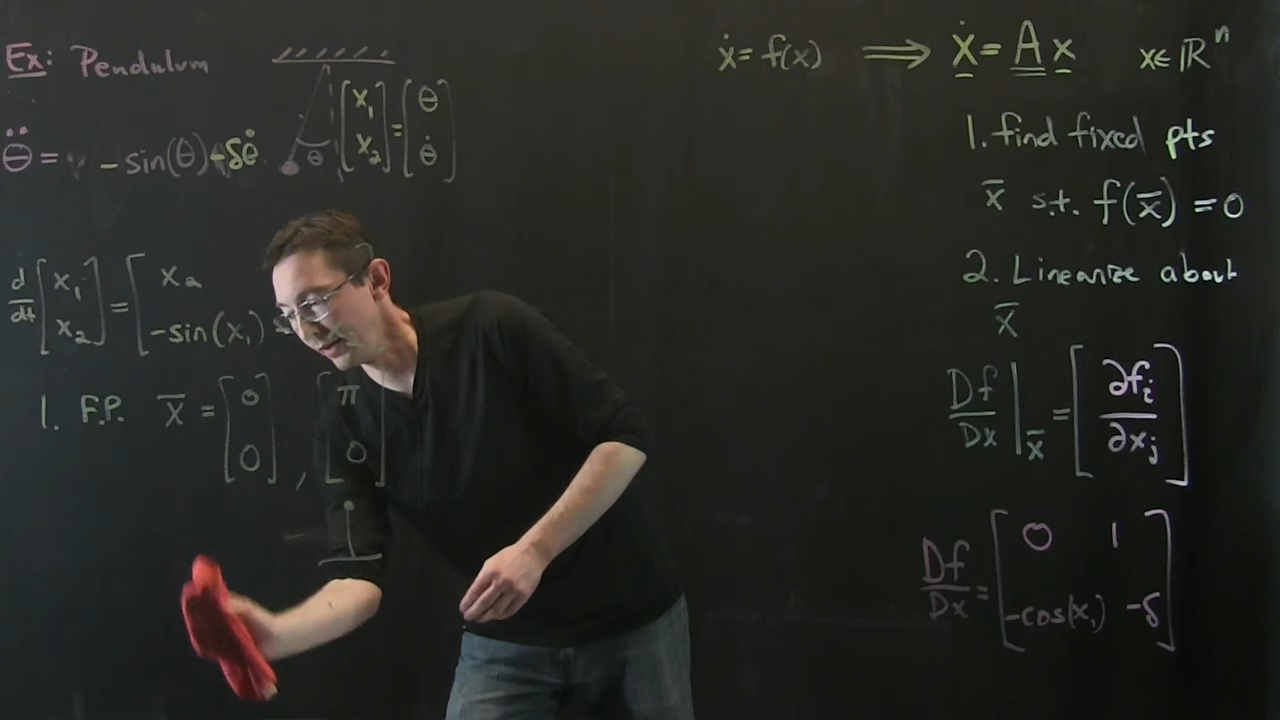 Ex: Pendulum
θ̈ = - sin(θ) - δθ̇
θ
[x₁ x₂] = [θ θ̇]
d/dt [x₁ x₂] = [x₂ -sin(x₁)
1. F.P. x̄ = [0 0], [π 0]
ẋ = f(x) ⟹ ẋ = A x x ∈ ℝⁿ
1. find fixed pts
x̄ s.t. f(x̄) = 0
2. Linearize about
x̄
Df/Dx |x̄ = [∂fᵢ/∂xⱼ]
Df/Dx = [0 1
-cos(x₁) -δ]